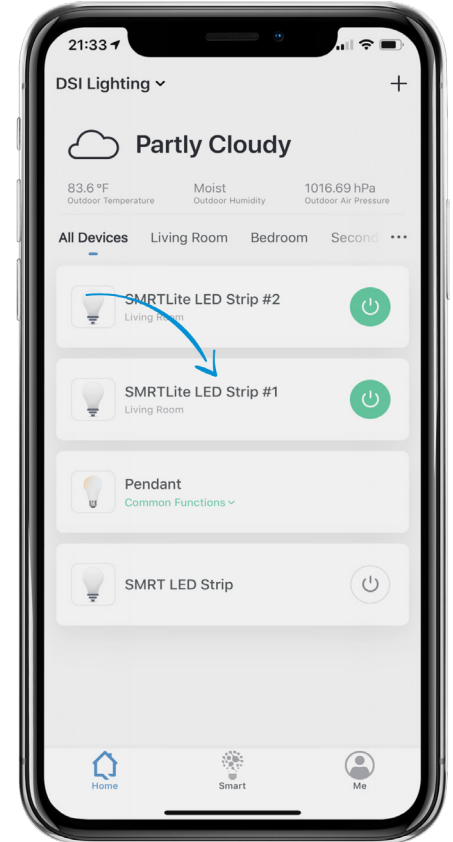 21:33
DSI Lighting
Partly Cloudy
83.6 °F Moist 1016.69 hPa
Outdoor Temperature Outdoor Humidity Outdoor Air Pressure
All Devices Living Room Bedroom Second ...
SMRTLite LED Strip #2
Living Room
SMRTLite LED Strip #1
Living Room
Pendant
Common Functions
SMRT LED Strip
Home Smart Me